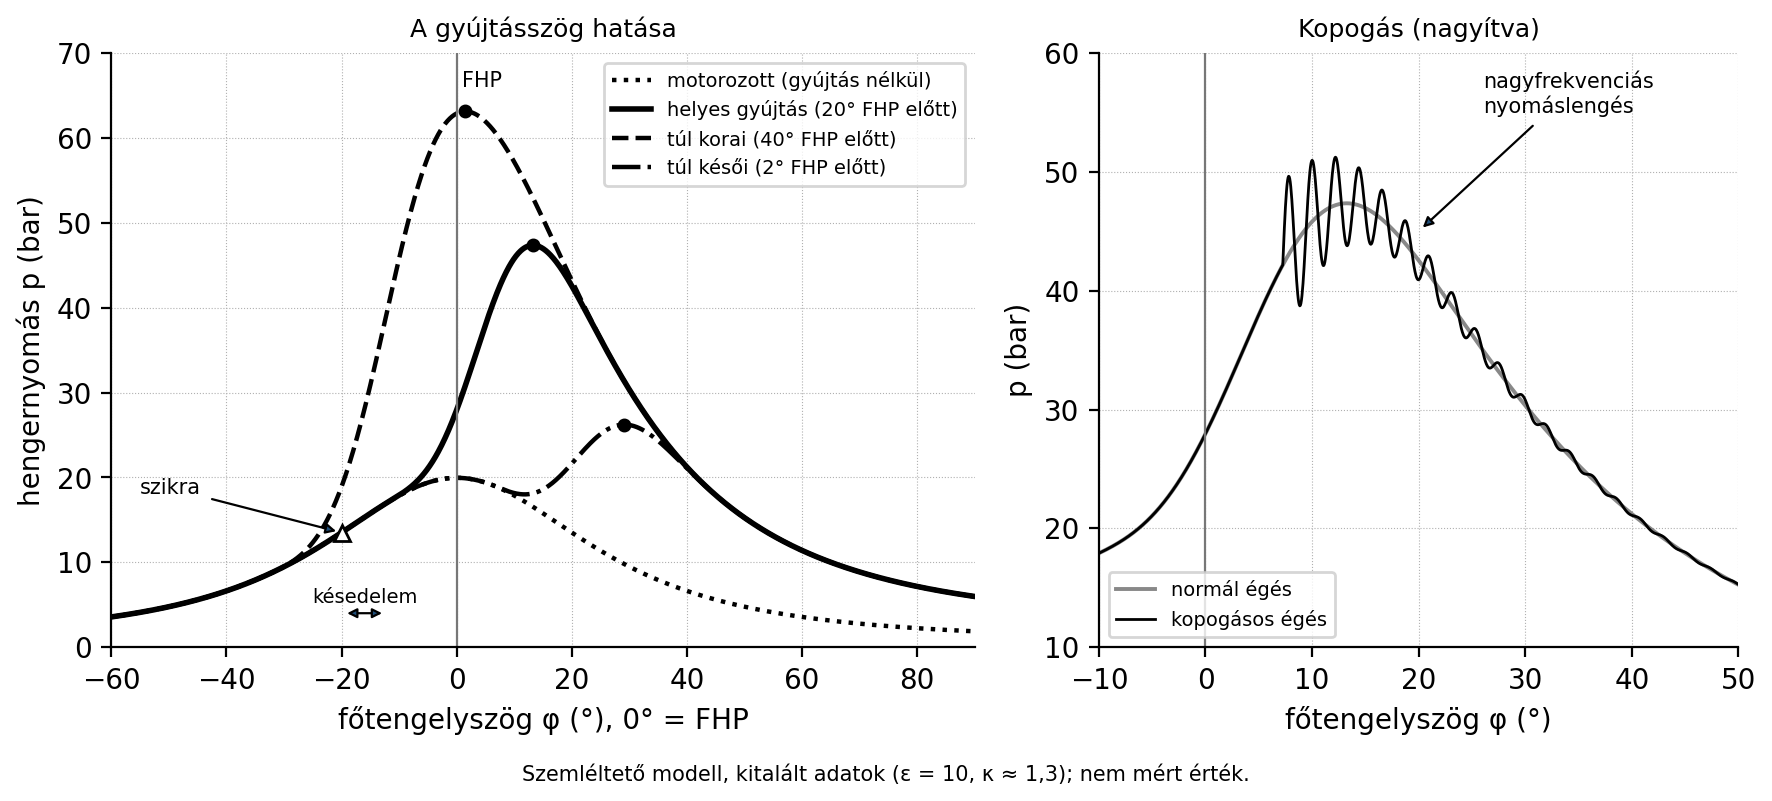 A gyújtásszög hatása
70
60
50
40
30
20
10
0
hengernyomás p (bar)
FHP
motorozott (gyújtás nélkül)
helyes gyújtás (20° FHP előtt)
túl korai (40° FHP előtt)
túl késői (2° FHP előtt)
szikra
késedelem
−60 −40 −20 0 20 40 60 80
főtengelyszög φ (°), 0° = FHP
Kopogás (nagyítva)
60
50
40
30
20
10
p (bar)
nagyfrekvenciás
nyomáslengés
normál égés
kopogásos égés
−10 0 10 20 30 40 50
főtengelyszög φ (°)
Szemléltető modell, kitalált adatok (ε = 10, κ ≈ 1,3); nem mért érték.